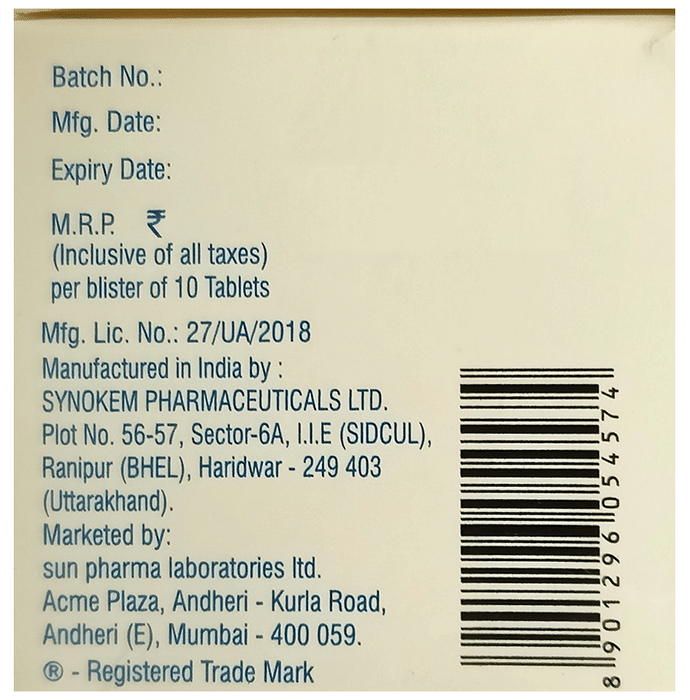 Batch No.:
Mfg. Date:
Expiry Date:
M.R.P. ₹
(Inclusive of all taxes)
per blister of 10 Tablets
Mfg. Lic. No.: 27/UA/2018
Manufactured in India by :
SYNOKEM PHARMACEUTICALS LTD.
Plot No. 56-57, Sector-6A, I.I.E (SIDCUL),
Ranipur (BHEL), Haridwar - 249 403
(Uttarakhand).
Marketed by:
sun pharma laboratories ltd.
Acme Plaza, Andheri - Kurla Road,
Andheri (E), Mumbai - 400 059.
® - Registered Trade Mark
8 901296 054574